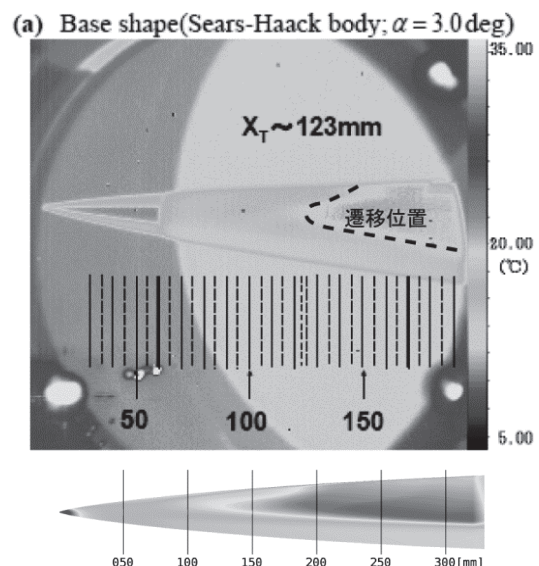 (a) Base shape(Sears-Haack body; α = 3.0 deg)
35.00
X_T～123mm
遷移位置
20.00
(℃)
50 100 150
5.00
050 100 150 200 250 300[mm]